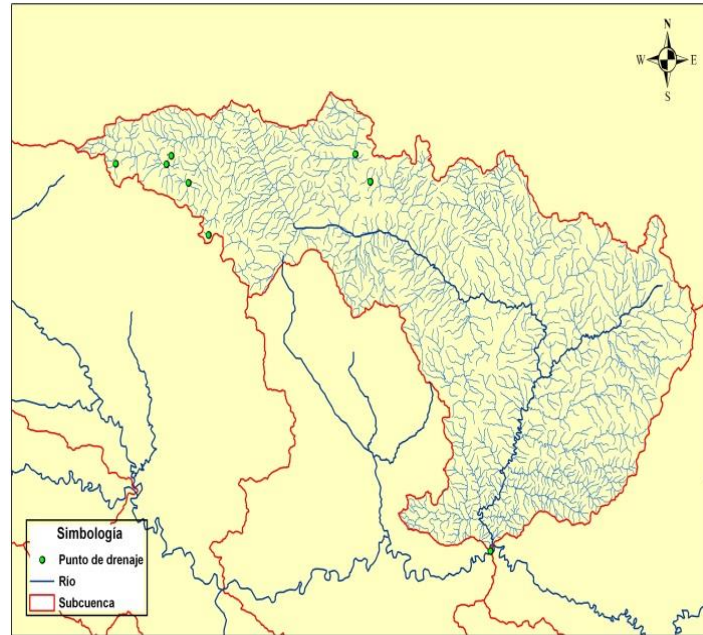 N
W E
S
Simbología
Punto de drenaje
Río
Subcuenca